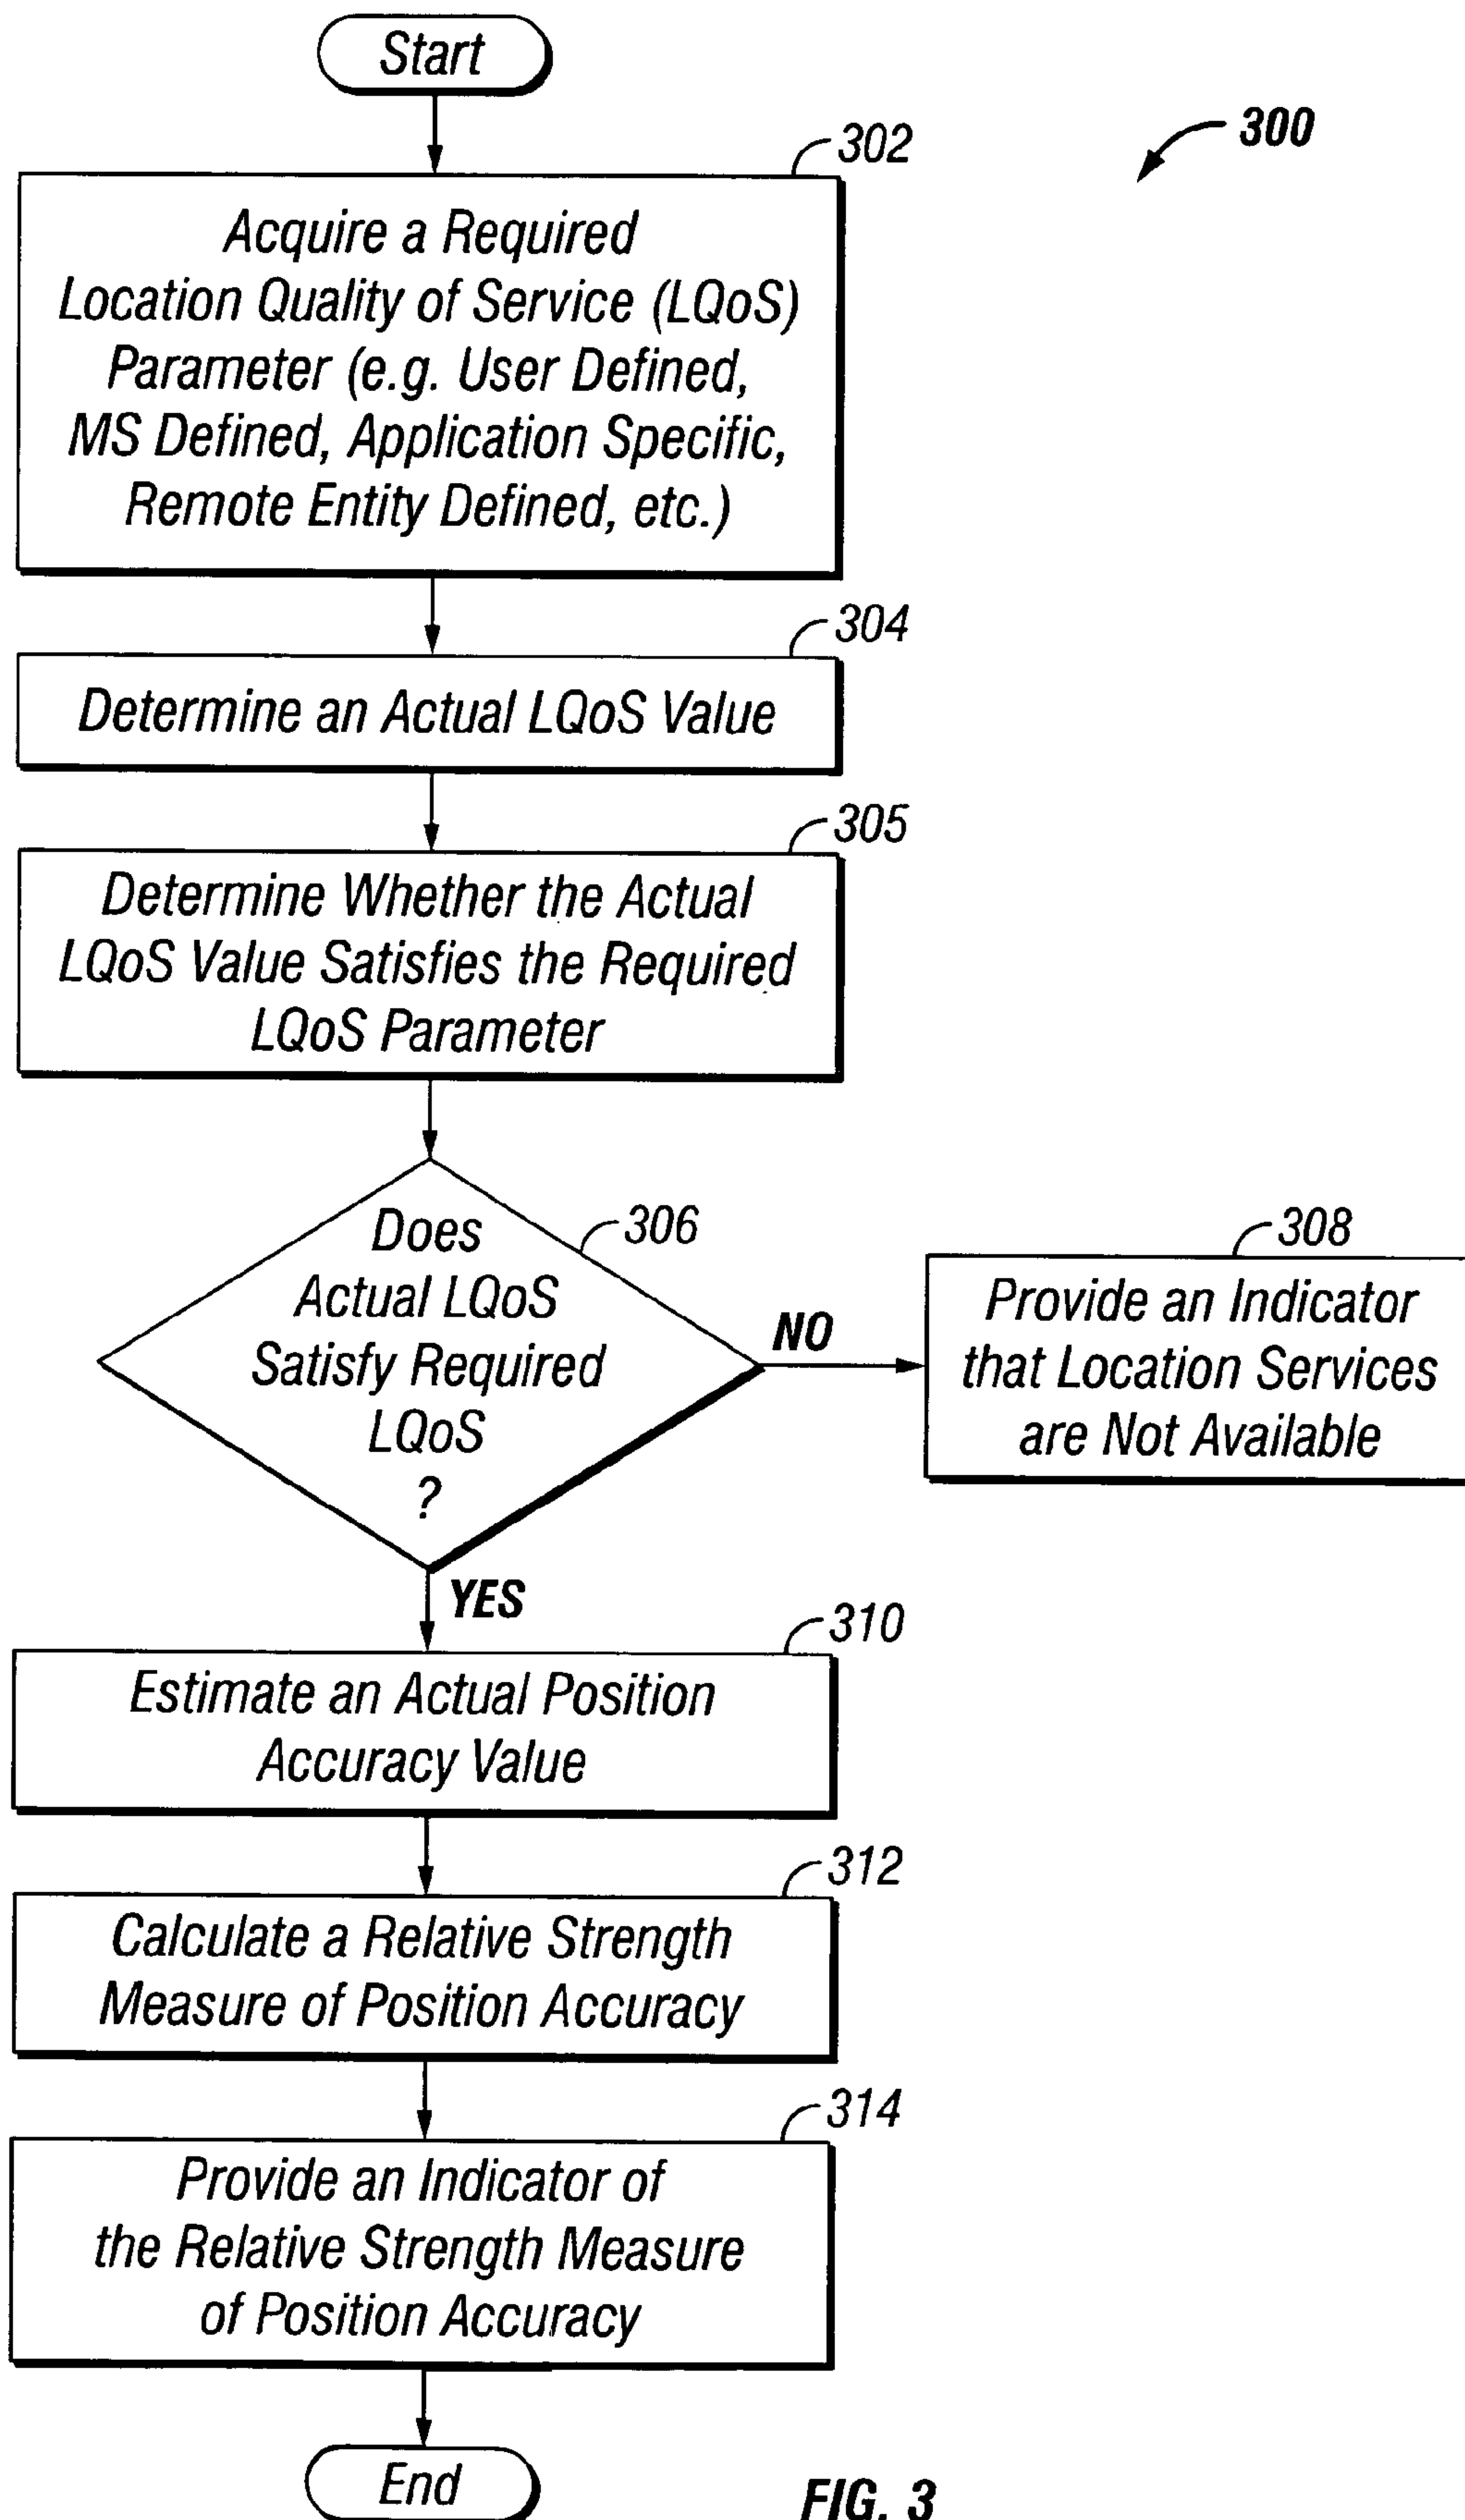 Start
300
302
Acquire a Required
Location Quality of Service (LQoS)
Parameter (e.g. User Defined,
MS Defined, Application Specific,
Remote Entity Defined, etc.)
304
Determine an Actual LQoS Value
305
Determine Whether the Actual
LQoS Value Satisfies the Required
LQoS Parameter
306
Does
Actual LQoS
Satisfy Required
LQoS
?
NO
308
Provide an Indicator
that Location Services
are Not Available
YES
310
Estimate an Actual Position
Accuracy Value
312
Calculate a Relative Strength
Measure of Position Accuracy
314
Provide an Indicator of
the Relative Strength Measure
of Position Accuracy
End
FIG. 3